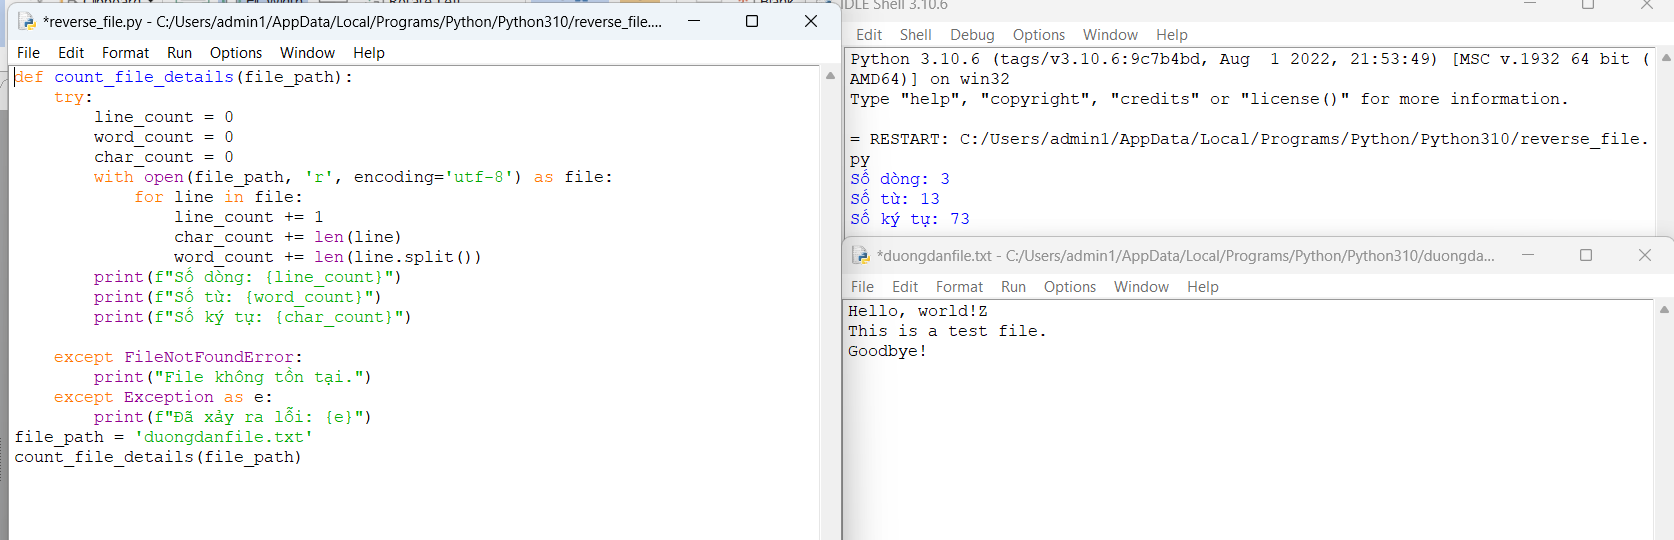 *reverse_file.py - C:/Users/admin1/AppData/Local/Programs/Python/Python310/reverse_file....
File Edit Format Run Options Window Help
def count_file_details(file_path):
    try:
        line_count = 0
        word_count = 0
        char_count = 0
        with open(file_path, 'r', encoding='utf-8') as file:
            for line in file:
                line_count += 1
                char_count += len(line)
                word_count += len(line.split())
        print(f"Số dòng: {line_count}")
        print(f"Số từ: {word_count}")
        print(f"Số ký tự: {char_count}")
    except FileNotFoundError:
        print("File không tồn tại.")
    except Exception as e:
        print(f"Đã xảy ra lỗi: {e}")
file_path = 'duongdanfile.txt'
count_file_details(file_path)
IDLE Shell 3.10.6
Edit Shell Debug Options Window Help
Python 3.10.6 (tags/v3.10.6:9c7b4bd, Aug  1 2022, 21:53:49) [MSC v.1932 64 bit (
AMD64)] on win32
Type "help", "copyright", "credits" or "license()" for more information.
= RESTART: C:/Users/admin1/AppData/Local/Programs/Python/Python310/reverse_file.
py
Số dòng: 3
Số từ: 13
Số ký tự: 73
*duongdanfile.txt - C:/Users/admin1/AppData/Local/Programs/Python/Python310/duongda...
File Edit Format Run Options Window Help
Hello, world!Z
This is a test file.
Goodbye!